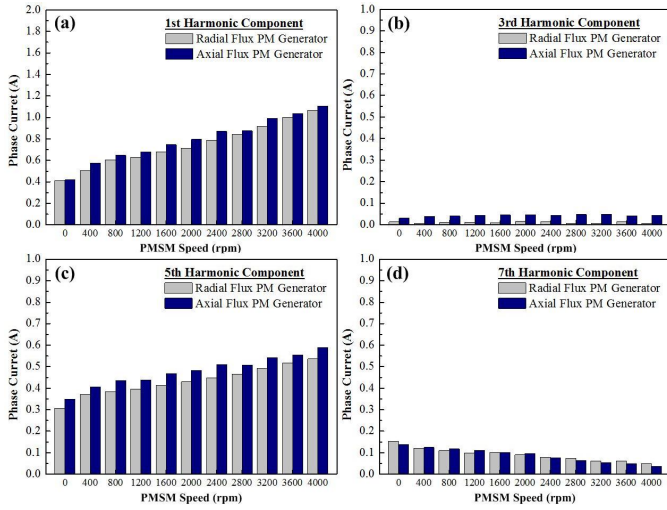 (a)
1st Harmonic Component
Radial Flux PM Generator
Axial Flux PM Generator
Phase Curret (A)
2.0
1.8
1.6
1.4
1.2
1.0
0.8
0.6
0.4
0.2
0.0
0 400 800 1200 1600 2000 2400 2800 3200 3600 4000
PMSM Speed (rpm)
(b)
3rd Harmonic Component
Radial Flux PM Generator
Axial Flux PM Generator
Phase Curret (A)
1.0
0.9
0.8
0.7
0.6
0.5
0.4
0.3
0.2
0.1
0.0
0 400 800 1200 1600 2000 2400 2800 3200 3600 4000
PMSM Speed (rpm)
(c)
5th Harmonic Component
Radial Flux PM Generator
Axial Flux PM Generator
Phase Curret (A)
1.0
0.9
0.8
0.7
0.6
0.5
0.4
0.3
0.2
0.1
0.0
0 400 800 1200 1600 2000 2400 2800 3200 3600 4000
PMSM Speed (rpm)
(d)
7th Harmonic Component
Radial Flux PM Generator
Axial Flux PM Generator
Phase Curret (A)
1.0
0.9
0.8
0.7
0.6
0.5
0.4
0.3
0.2
0.1
0.0
0 400 800 1200 1600 2000 2400 2800 3200 3600 4000
PMSM Speed (rpm)